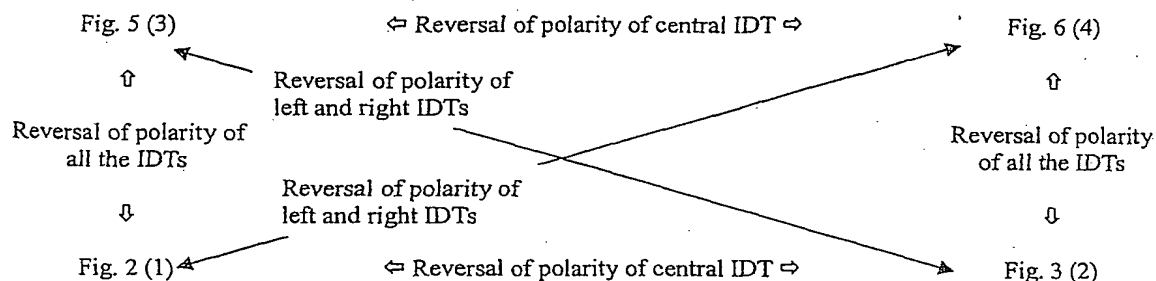 Fig. 5 (3) ⇦ Reversal of polarity of central IDT ⇨ Fig. 6 (4)
⇧ Reversal of polarity of ⇧
left and right IDTs
Reversal of polarity of Reversal of polarity
all the IDTs of all the IDTs
Reversal of polarity of
⇩ left and right IDTs ⇩
Fig. 2 (1) ⇦ Reversal of polarity of central IDT ⇨ Fig. 3 (2)